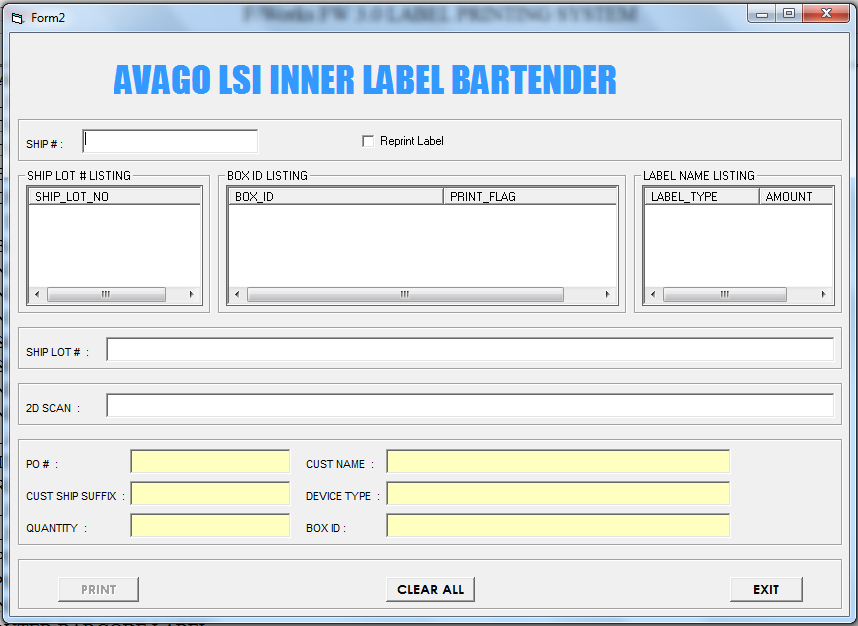 F/Works FW 3.0 LABEL PRINTING SYSTEM
Form2
AVAGO LSI INNER LABEL BARTENDER
SHIP # :
Reprint Label
SHIP LOT # LISTING
BOX ID LISTING
LABEL NAME LISTING
SHIP_LOT_NO
BOX_ID
PRINT_FLAG
LABEL_TYPE
AMOUNT
SHIP LOT # :
2D SCAN :
PO # :
CUST NAME :
CUST SHIP SUFFIX :
DEVICE TYPE :
QUANTITY :
BOX ID :
PRINT
CLEAR ALL
EXIT
BARCODE LABEL